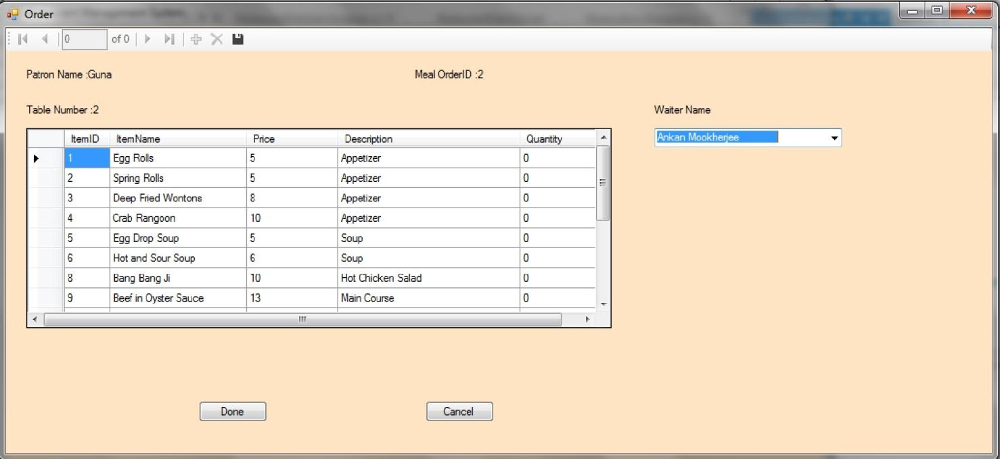 Order
0 of 0
Patron Name :Guna
Meal OrderID :2
Table Number :2
Waiter Name
Ankan Mookherjee
ItemID ItemName Price Description Quantity
1 Egg Rolls 5 Appetizer 0
2 Spring Rolls 5 Appetizer 0
3 Deep Fried Wontons 8 Appetizer 0
4 Crab Rangoon 10 Appetizer 0
5 Egg Drop Soup 5 Soup 0
6 Hot and Sour Soup 6 Soup 0
8 Bang Bang Ji 10 Hot Chicken Salad 0
9 Beef in Oyster Sauce 13 Main Course 0
Done Cancel